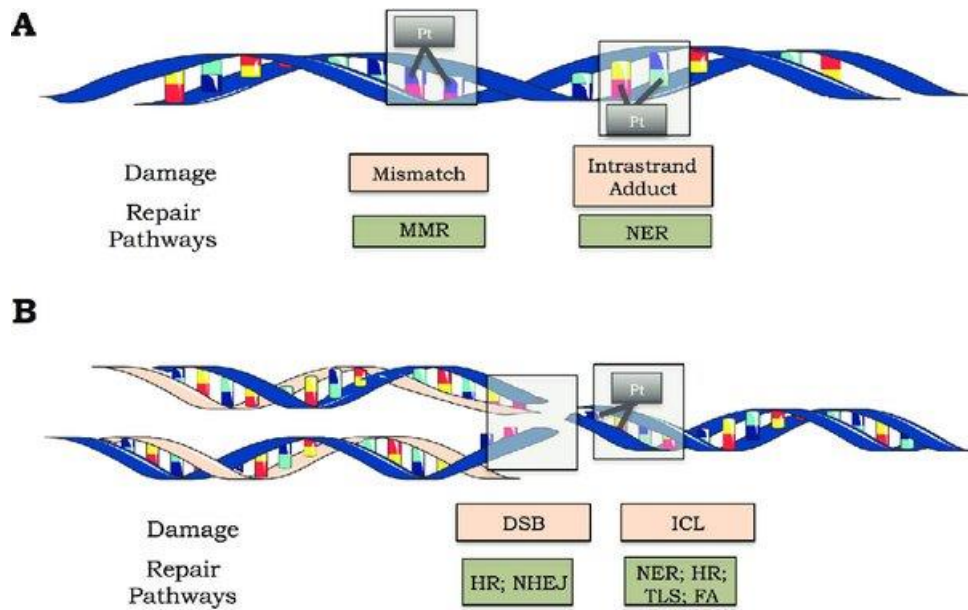 A
Pt
Pt
Damage
Mismatch
Intrastrand
Adduct
Repair
Pathways
MMR
NER
B
Pt
Damage
DSB
ICL
Repair
Pathways
HR; NHEJ
NER; HR;
TLS; FA